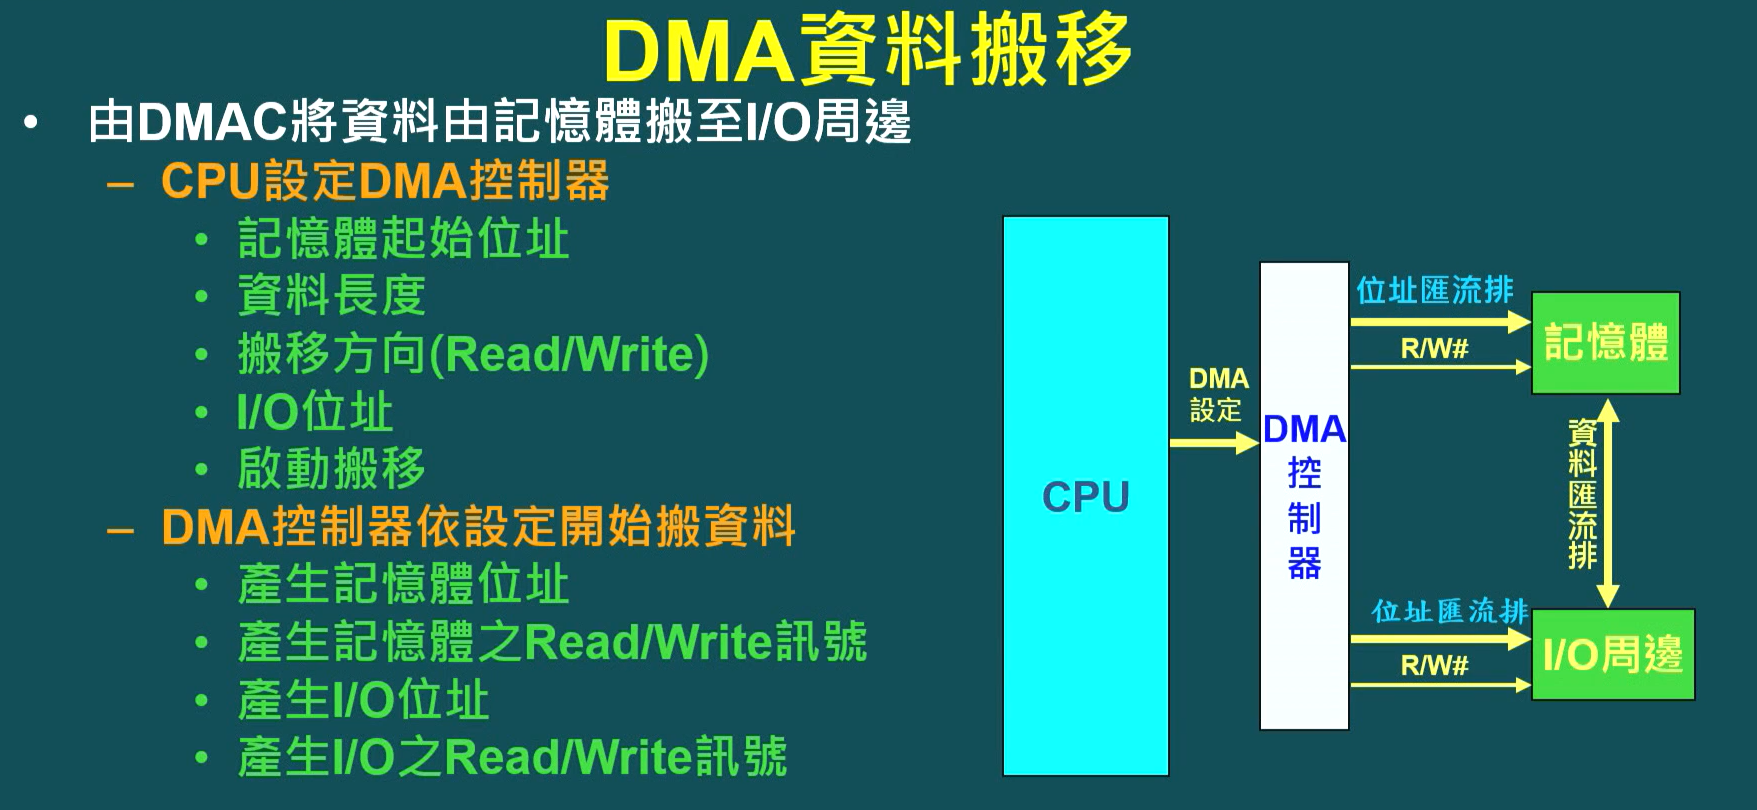 DMA資料搬移
• 由DMAC將資料由記憶體搬至I/O周邊
– CPU設定DMA控制器
• 記憶體起始位址
• 資料長度
• 搬移方向(Read/Write)
• I/O位址
• 啟動搬移
– DMA控制器依設定開始搬資料
• 產生記憶體位址
• 產生記憶體之Read/Write訊號
• 產生I/O位址
• 產生I/O之Read/Write訊號
CPU
DMA
設定
DMA
控
制
器
位址匯流排
R/W#
記憶體
資料匯流排
位址匯流排
R/W#
I/O周邊